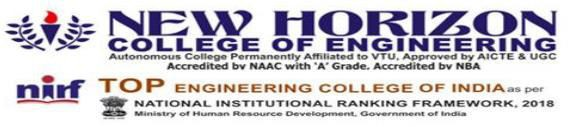 NEW HORIZON
COLLEGE OF ENGINEERING
Autonomous College Permanently Affiliated to VTU, Approved by AICTE & UGC
Accredited by NAAC with 'A' Grade, Accredited by NBA
nirf
TOP ENGINEERING COLLEGE OF INDIA as per
NATIONAL INSTITUTIONAL RANKING FRAMEWORK, 2018
Ministry of Human Resource Development, Government of India